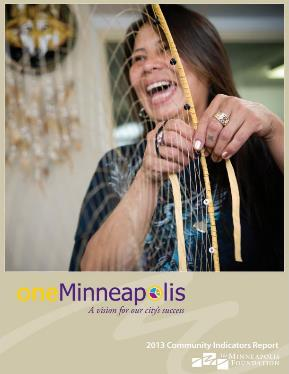 oneMinneapolis
A vision for our city's success
2013 Community Indicators Report
THE MINNEAPOLIS
FOUNDATION